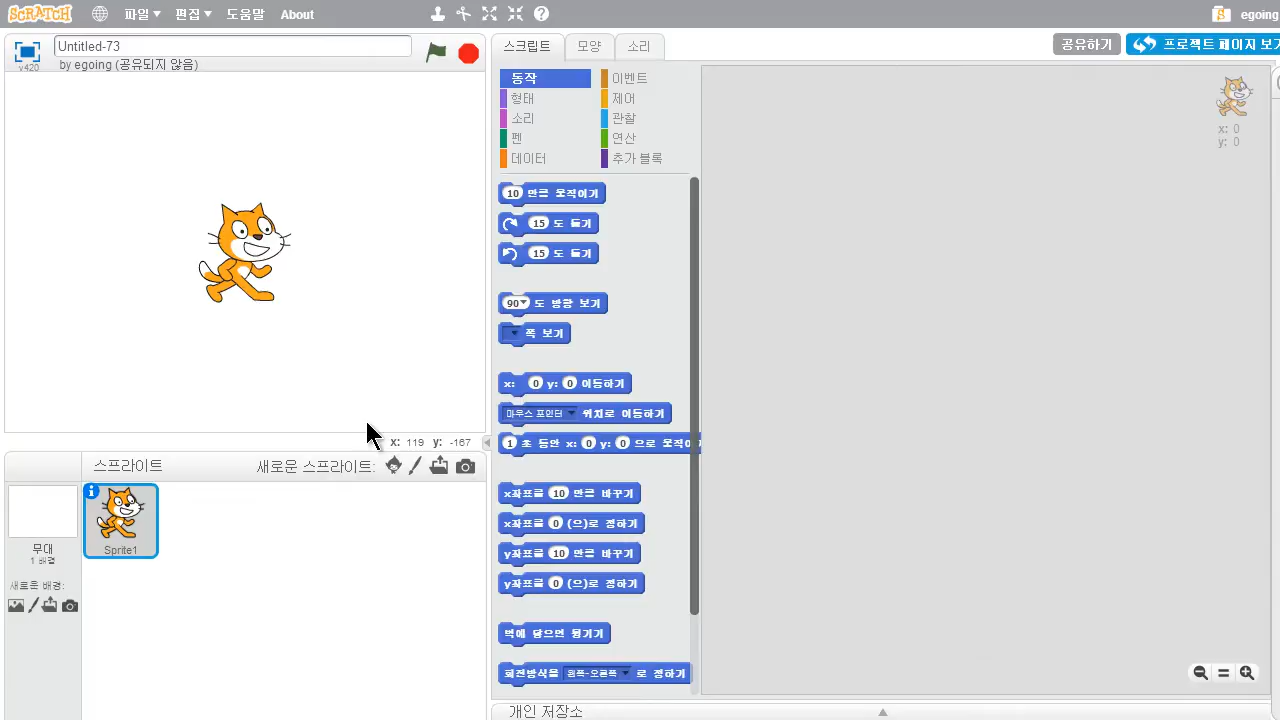 SCRATCH 파일 편집 도움말 About egoing
v420 Untitled-73
by egoing (공유되지 않음)
스크립트 모양 소리 공유하기 프로젝트 페이지 보기
동작 이벤트
형태 제어
소리 관찰
펜 연산
데이터 추가 블록
x: 0
y: 0
10 만큼 움직이기
15 도 돌기
15 도 돌기
90 도 방향 보기
쪽 보기
x: 0 y: 0 이동하기
마우스 포인터 위치로 이동하기
1 초 동안 x: 0 y: 0 으로 움직이기
x좌표를 10 만큼 바꾸기
x좌표를 0 (으)로 정하기
y좌표를 10 만큼 바꾸기
y좌표를 0 (으)로 정하기
벽에 닿으면 튕기기
회전방식을 왼쪽-오른쪽 로 정하기
x: 119 y: -167
스프라이트 새로운 스프라이트:
무대
1 배경
새로운 배경:
Sprite1
개인 저장소